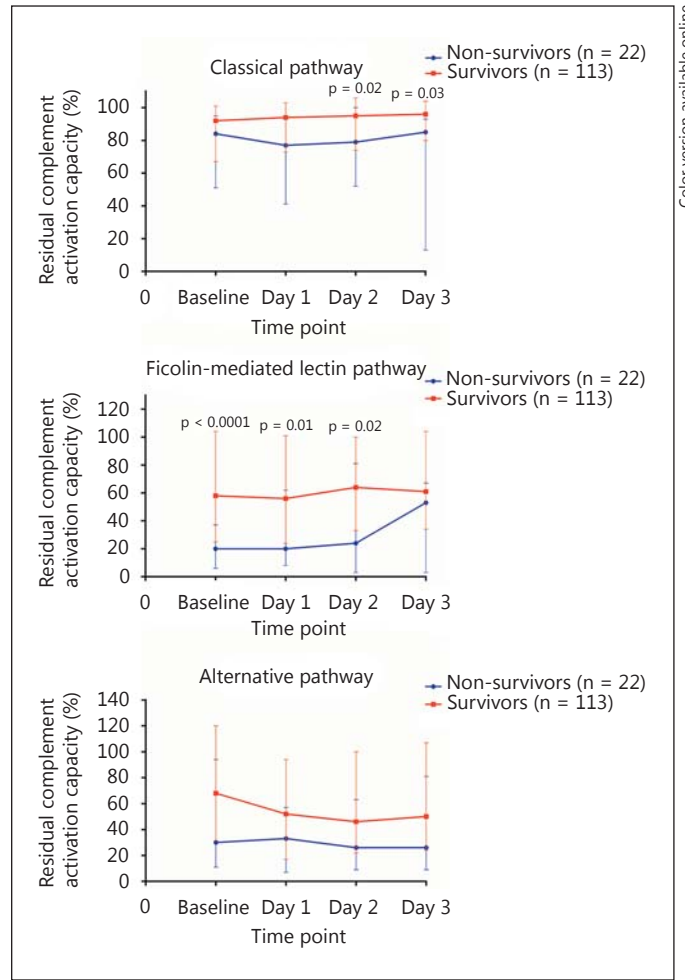 Color version available online
Non-survivors (n = 22)
Survivors (n = 113)
Classical pathway
p = 0.02
p = 0.03
Residual complement
activation capacity (%)
100
80
60
40
20
0
0 Baseline Day 1 Day 2 Day 3
Time point
Ficolin-mediated lectin pathway
Non-survivors (n = 22)
Survivors (n = 113)
p < 0.0001
p = 0.01
p = 0.02
Residual complement
activation capacity (%)
120
100
80
60
40
20
0
0 Baseline Day 1 Day 2 Day 3
Time point
Alternative pathway
Non-survivors (n = 22)
Survivors (n = 113)
Residual complement
activation capacity (%)
140
120
100
80
60
40
20
0
0 Baseline Day 1 Day 2 Day 3
Time point